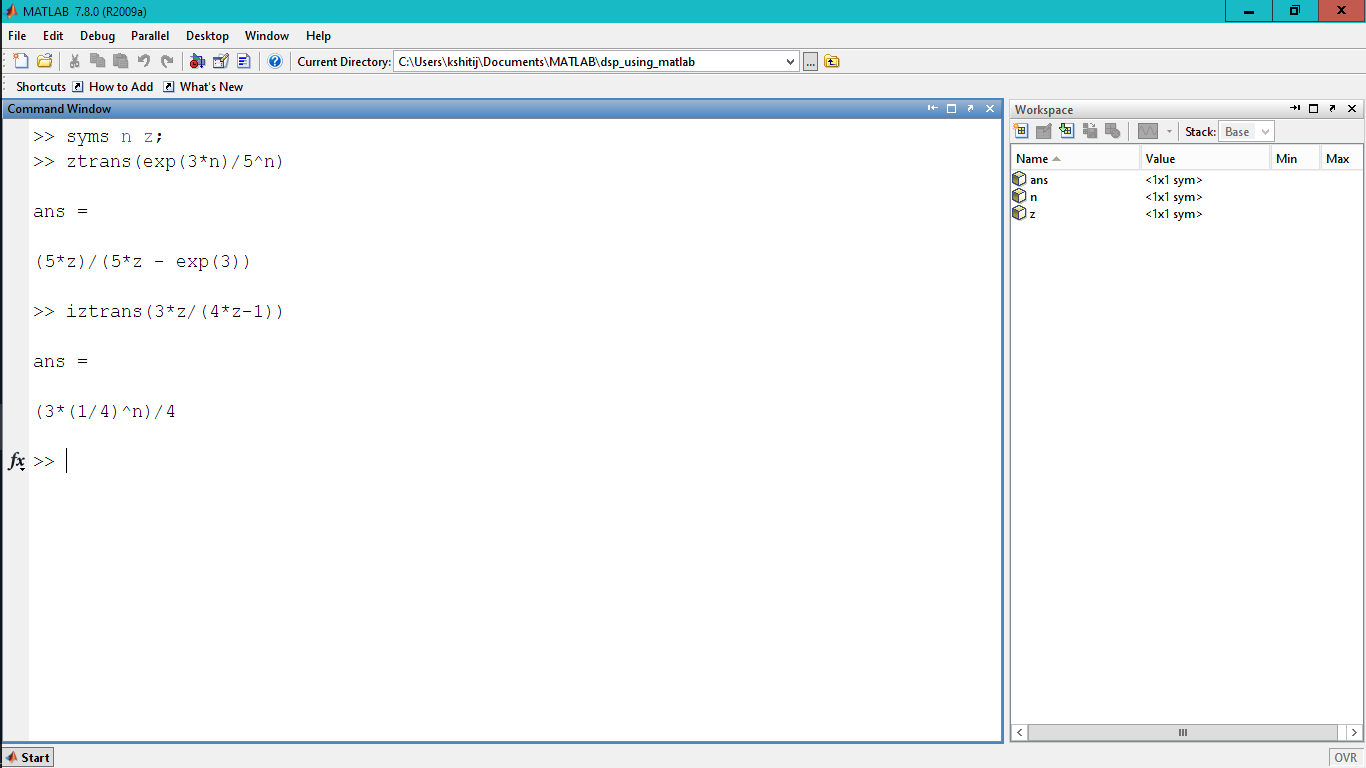 MATLAB 7.8.0 (R2009a)
File Edit Debug Parallel Desktop Window Help
Current Directory: C:\Users\kshitij\Documents\MATLAB\dsp_using_matlab ...
Shortcuts How to Add What's New
Command Window
>> syms n z;
>> ztrans(exp(3*n)/5^n)
ans =
(5*z)/(5*z - exp(3))
>> iztrans(3*z/(4*z-1))
ans =
(3*(1/4)^n)/4
fx >>
Workspace
Stack: Base
Name Value Min Max
ans <1x1 sym>
n <1x1 sym>
z <1x1 sym>
Start
OVR